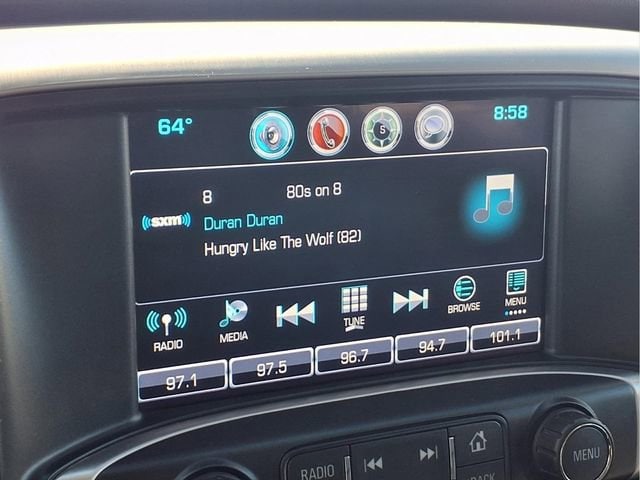 64°
S
8:58
8 80s on 8
((sxm))
Duran Duran
Hungry Like The Wolf (82)
RADIO MEDIA TUNE BROWSE MENU
97.1 97.5 96.7 94.7 101.1
RADIO MENU
BACK